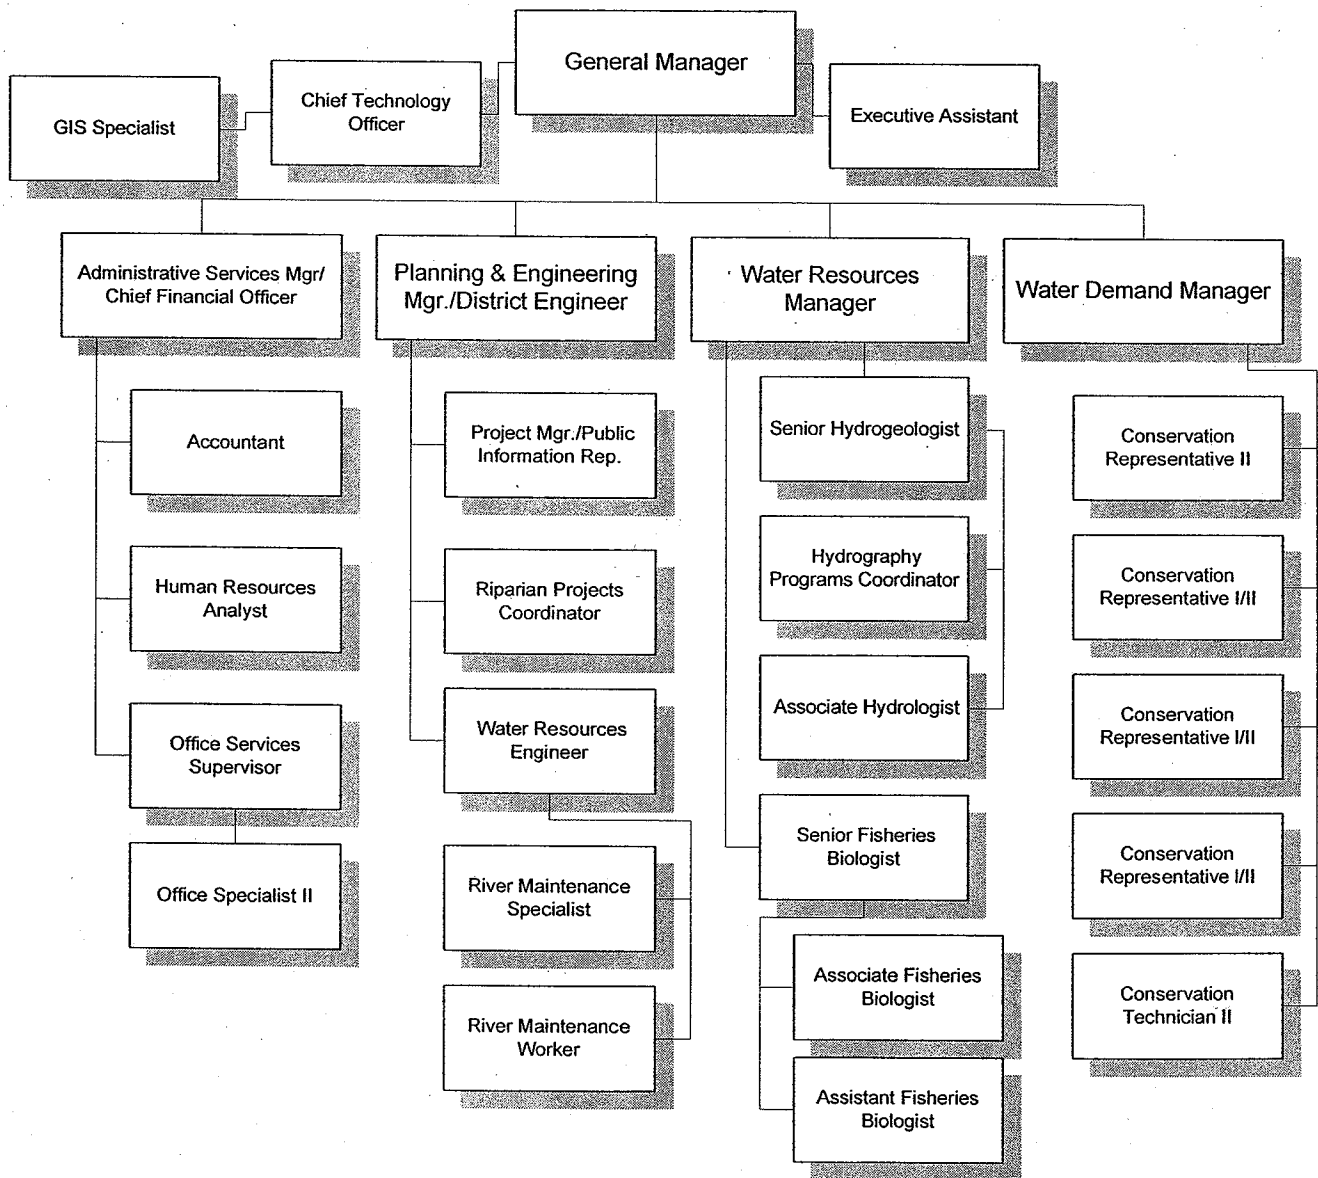 General Manager
GIS Specialist
Chief Technology
Officer
Executive Assistant
Administrative Services Mgr/
Chief Financial Officer
Planning & Engineering
Mgr./District Engineer
Water Resources
Manager
Water Demand Manager
Accountant
Human Resources
Analyst
Office Services
Supervisor
Office Specialist II
Project Mgr./Public
Information Rep.
Riparian Projects
Coordinator
Water Resources
Engineer
River Maintenance
Specialist
River Maintenance
Worker
Senior Hydrogeologist
Hydrography
Programs Coordinator
Associate Hydrologist
Senior Fisheries
Biologist
Associate Fisheries
Biologist
Assistant Fisheries
Biologist
Conservation
Representative II
Conservation
Representative I/II
Conservation
Representative I/II
Conservation
Representative I/II
Conservation
Technician II